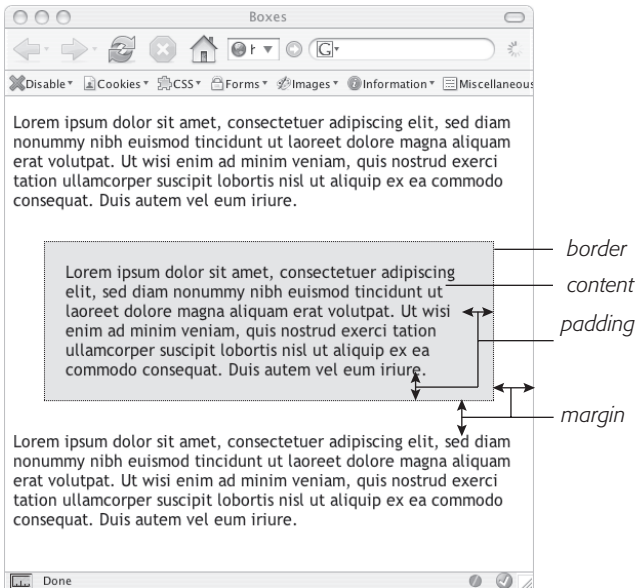 Boxes
G
Disable Cookies CSS Forms Images Information Miscellaneous
Lorem ipsum dolor sit amet, consectetuer adipiscing elit, sed diam
nonummy nibh euismod tincidunt ut laoreet dolore magna aliquam
erat volutpat. Ut wisi enim ad minim veniam, quis nostrud exerci
tation ullamcorper suscipit lobortis nisl ut aliquip ex ea commodo
consequat. Duis autem vel eum iriure.
border
Lorem ipsum dolor sit amet, consectetuer adipiscing
content
elit, sed diam nonummy nibh euismod tincidunt ut
laoreet dolore magna aliquam erat volutpat. Ut wisi
padding
enim ad minim veniam, quis nostrud exerci tation
ullamcorper suscipit lobortis nisl ut aliquip ex ea
commodo consequat. Duis autem vel eum iriure.
margin
Lorem ipsum dolor sit amet, consectetuer adipiscing elit, sed diam
nonummy nibh euismod tincidunt ut laoreet dolore magna aliquam
erat volutpat. Ut wisi enim ad minim veniam, quis nostrud exerci
tation ullamcorper suscipit lobortis nisl ut aliquip ex ea commodo
consequat. Duis autem vel eum iriure.
Done